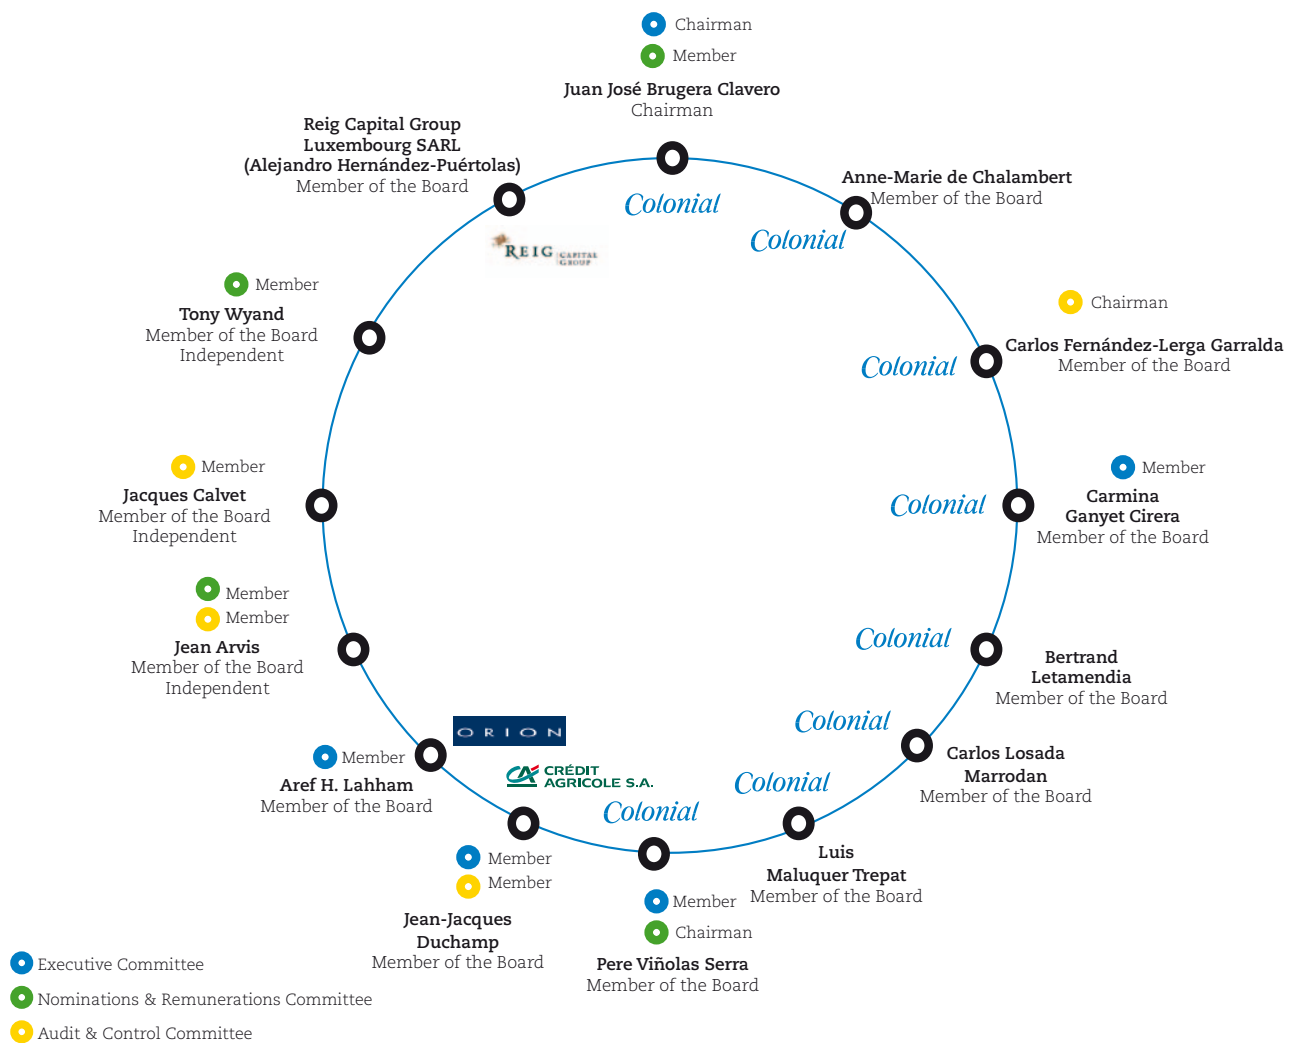 Chairman
Member
Juan José Brugera Clavero
Chairman
Colonial
Anne-Marie de Chalambert
Member of the Board
Colonial
Chairman
Carlos Fernández-Lerga Garralda
Member of the Board
Colonial
Member
Carmina
Ganyet Cirera
Member of the Board
Colonial
Bertrand
Letamendia
Member of the Board
Colonial
Carlos Losada
Marrodan
Member of the Board
Colonial
Luis
Maluquer Trepat
Member of the Board
Colonial
Member
Chairman
Pere Viñolas Serra
Member of the Board
Colonial
CRÉDIT
AGRICOLE S.A.
Member
Member
Jean-Jacques
Duchamp
Member of the Board
ORION
Member
Aref H. Lahham
Member of the Board
Member
Member
Jean Arvis
Member of the Board
Independent
Member
Jacques Calvet
Member of the Board
Independent
Member
Tony Wyand
Member of the Board
Independent
Reig Capital Group
Luxembourg SARL
(Alejandro Hernández-Puértolas)
Member of the Board
REIG CAPITAL
GROUP
Executive Committee
Nominations & Remunerations Committee
Audit & Control Committee